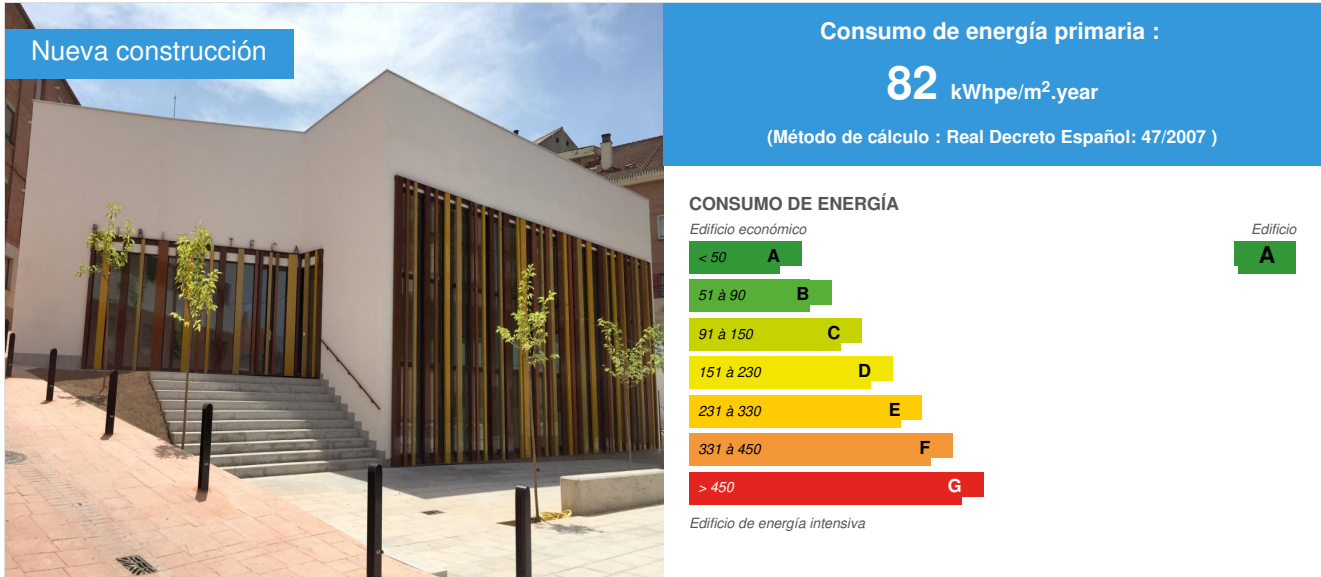 Nueva construcción
Consumo de energía primaria :
82 kWhpe/m².year
(Método de cálculo : Real Decreto Español: 47/2007 )
CONSUMO DE ENERGÍA
Edificio económico
Edificio
< 50 A
A
51 à 90 B
91 à 150 C
151 à 230 D
231 à 330 E
331 à 450 F
> 450 G
Edificio de energía intensiva